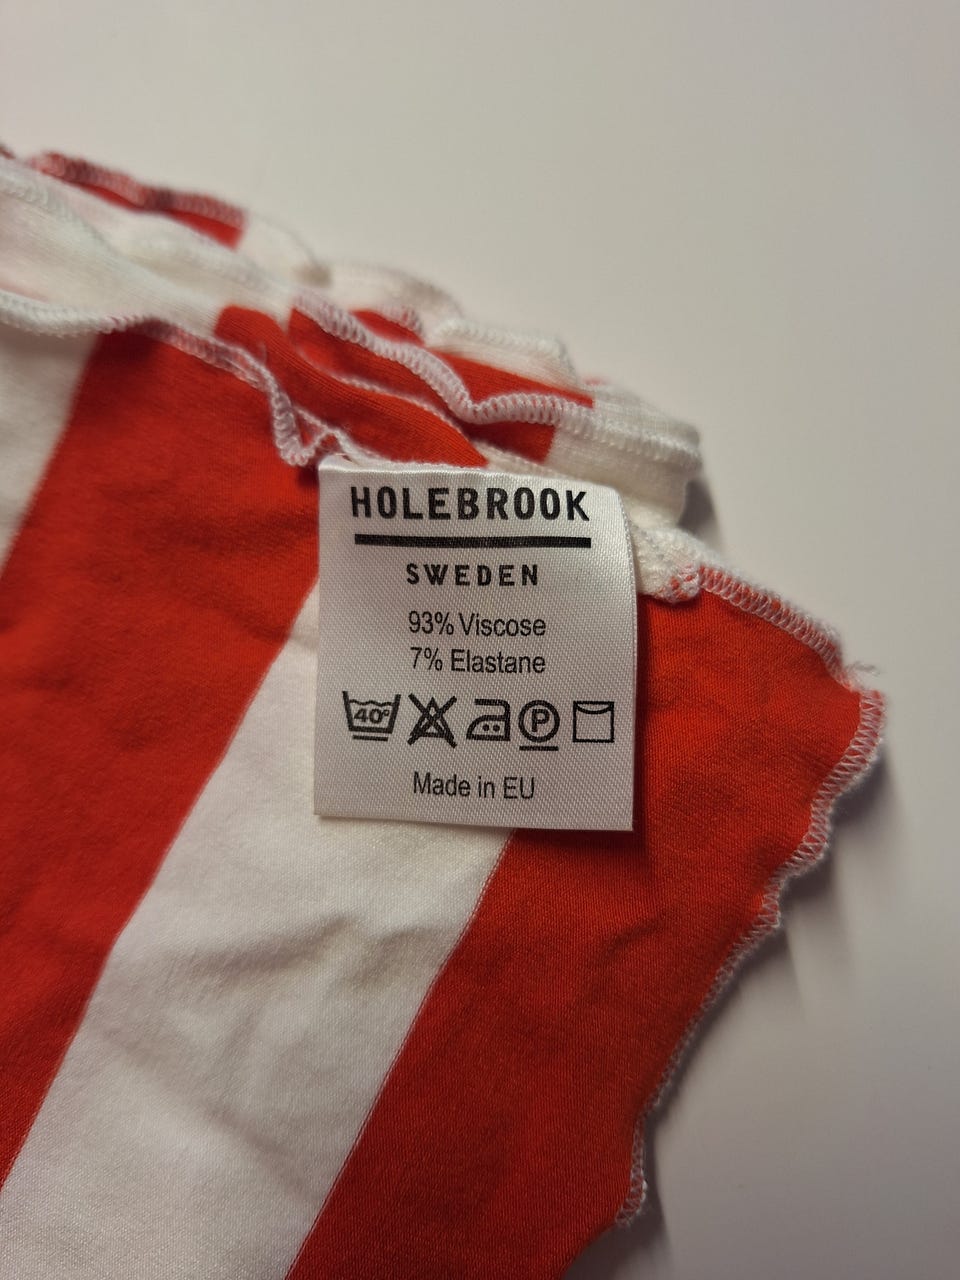 HOLEBROOK
SWEDEN
93% Viscose
7% Elastane
40°
P
Made in EU